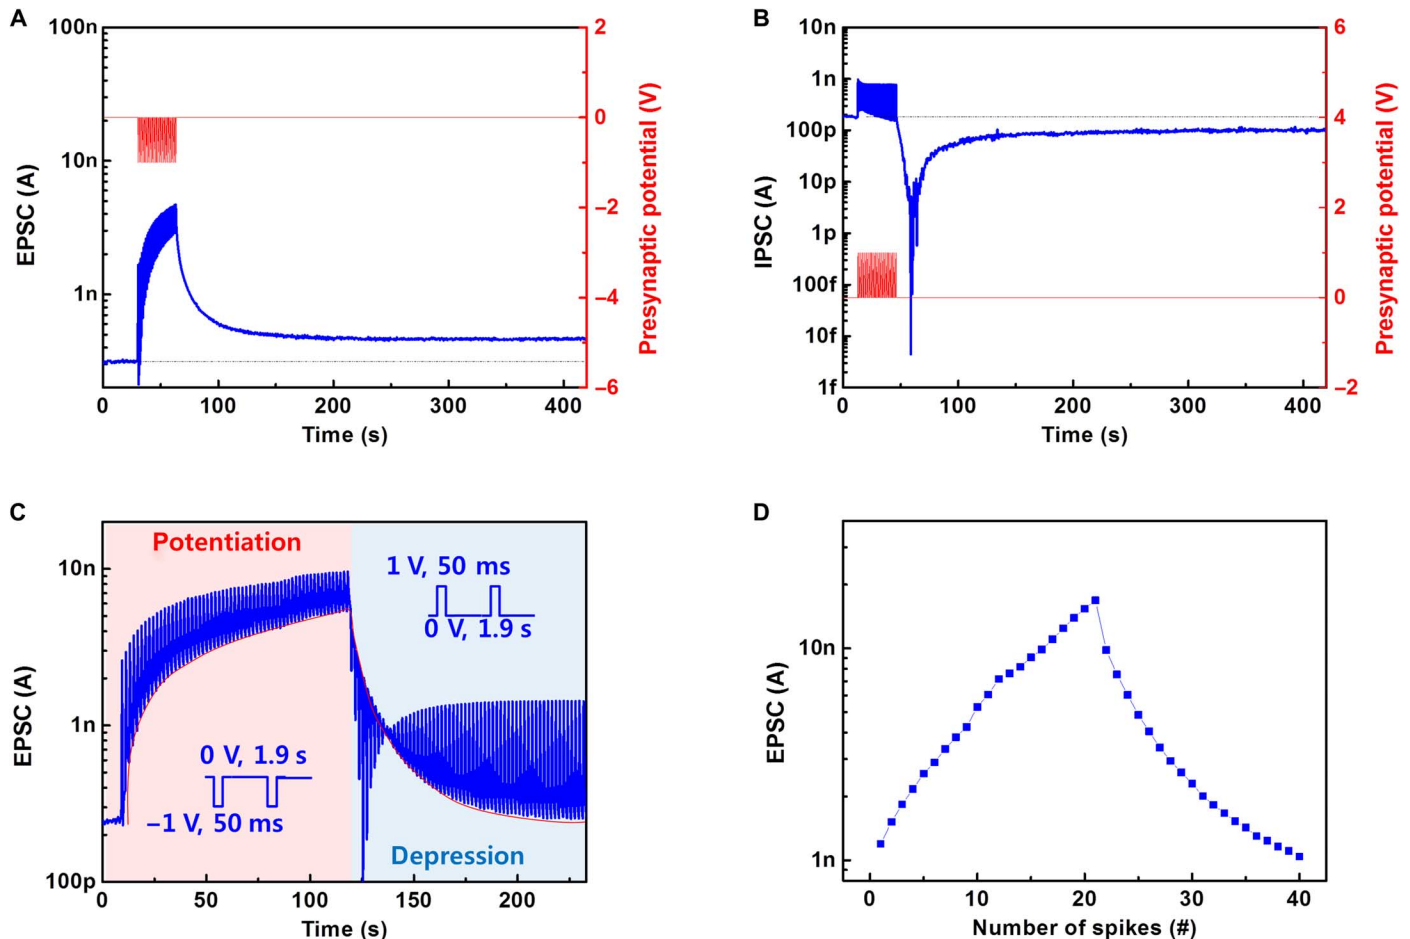 A
100n
10n
1n
EPSC (A)
0 100 200 300 400
Time (s)
2
0
−2
−4
−6
Presynaptic potential (V)
B
10n
1n
100p
10p
1p
100f
10f
1f
IPSC (A)
0 100 200 300 400
Time (s)
6
4
2
0
−2
Presynaptic potential (V)
C
Potentiation
1 V, 50 ms
0 V, 1.9 s
0 V, 1.9 s
−1 V, 50 ms
Depression
10n
1n
100p
EPSC (A)
0 50 100 150 200
Time (s)
D
10n
1n
EPSC (A)
0 10 20 30 40
Number of spikes (#)